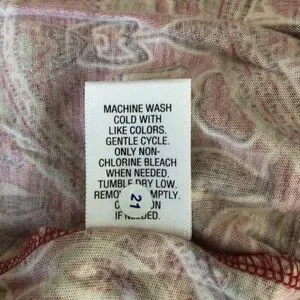 MACHINE WASH
COLD WITH
LIKE COLORS.
GENTLE CYCLE.
ONLY NON-
CHLORINE BLEACH
WHEN NEEDED.
TUMBLE DRY LOW.
21
IF NEEDED.